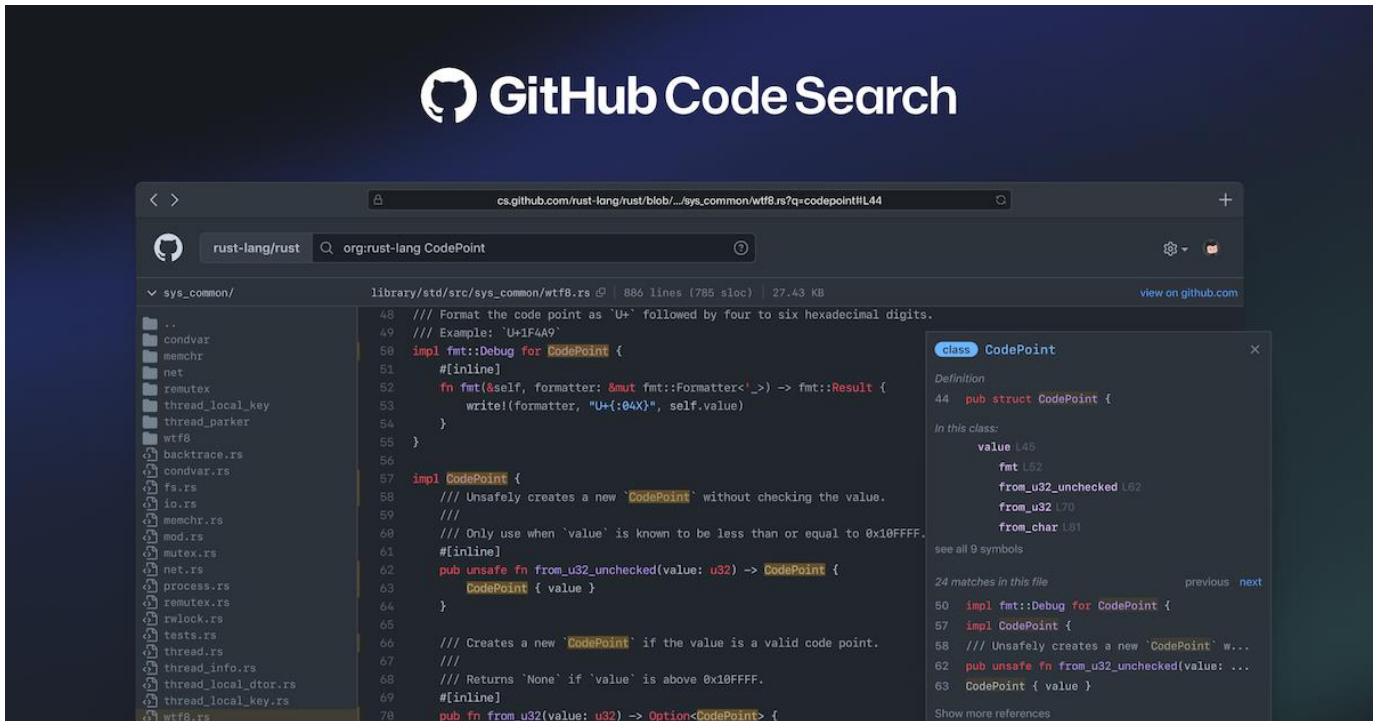 GitHub Code Search
cs.github.com/rust-lang/rust/blob/.../sys_common/wtf8.rs?q=codepoint#L44
rust-lang/rust
org:rust-lang CodePoint
sys_common/
library/std/src/sys_common/wtf8.rs 886 lines (785 sloc) 27.43 KB
view on github.com
..
condvar
memchr
net
remutex
thread_local_key
thread_parker
wtf8
backtrace.rs
condvar.rs
fs.rs
io.rs
memchr.rs
mod.rs
mutex.rs
net.rs
process.rs
remutex.rs
rwlock.rs
tests.rs
thread.rs
thread_info.rs
thread_local_dtor.rs
thread_local_key.rs
wtf8.rs
48 /// Format the code point as `U+` followed by four to six hexadecimal digits.
49 /// Example: `U+1F4A9`
50 impl fmt::Debug for CodePoint {
51 #[inline]
52 fn fmt(&self, formatter: &mut fmt::Formatter<'_>) -> fmt::Result {
53 write!(formatter, "U+{:04X}", self.value)
54 }
55 }
56
57 impl CodePoint {
58 /// Unsafely creates a new `CodePoint` without checking the value.
59 ///
60 /// Only use when `value` is known to be less than or equal to 0x10FFFF.
61 #[inline]
62 pub unsafe fn from_u32_unchecked(value: u32) -> CodePoint {
63 CodePoint { value }
64 }
65
66 /// Creates a new `CodePoint` if the value is a valid code point.
67 ///
68 /// Returns `None` if `value` is above 0x10FFFF.
69 #[inline]
70 pub fn from_u32(value: u32) -> Option<CodePoint> {
class CodePoint
Definition
44 pub struct CodePoint {
In this class:
value L45
fmt L52
from_u32_unchecked L62
from_u32 L70
from_char L81
see all 9 symbols
24 matches in this file previous next
50 impl fmt::Debug for CodePoint {
57 impl CodePoint {
58 /// Unsafely creates a new `CodePoint` w...
62 pub unsafe fn from_u32_unchecked(value: ...
63 CodePoint { value }
Show more references